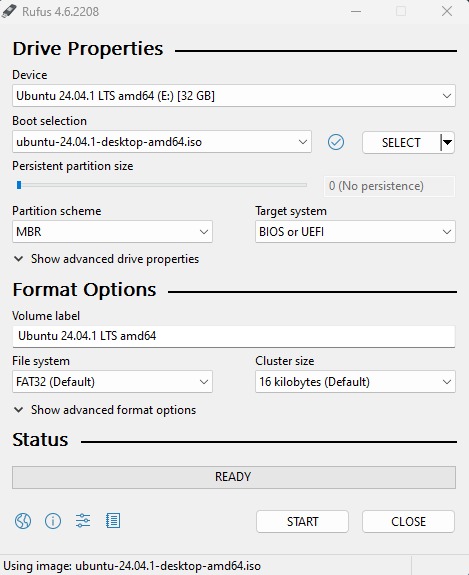 Rufus 4.6.2208
Drive Properties
Device
Ubuntu 24.04.1 LTS amd64 (E:) [32 GB]
Boot selection
ubuntu-24.04.1-desktop-amd64.iso
SELECT
Persistent partition size
0 (No persistence)
Partition scheme
Target system
MBR
BIOS or UEFI
Show advanced drive properties
Format Options
Volume label
Ubuntu 24.04.1 LTS amd64
File system
Cluster size
FAT32 (Default)
16 kilobytes (Default)
Show advanced format options
Status
READY
START
CLOSE
Using image: ubuntu-24.04.1-desktop-amd64.iso